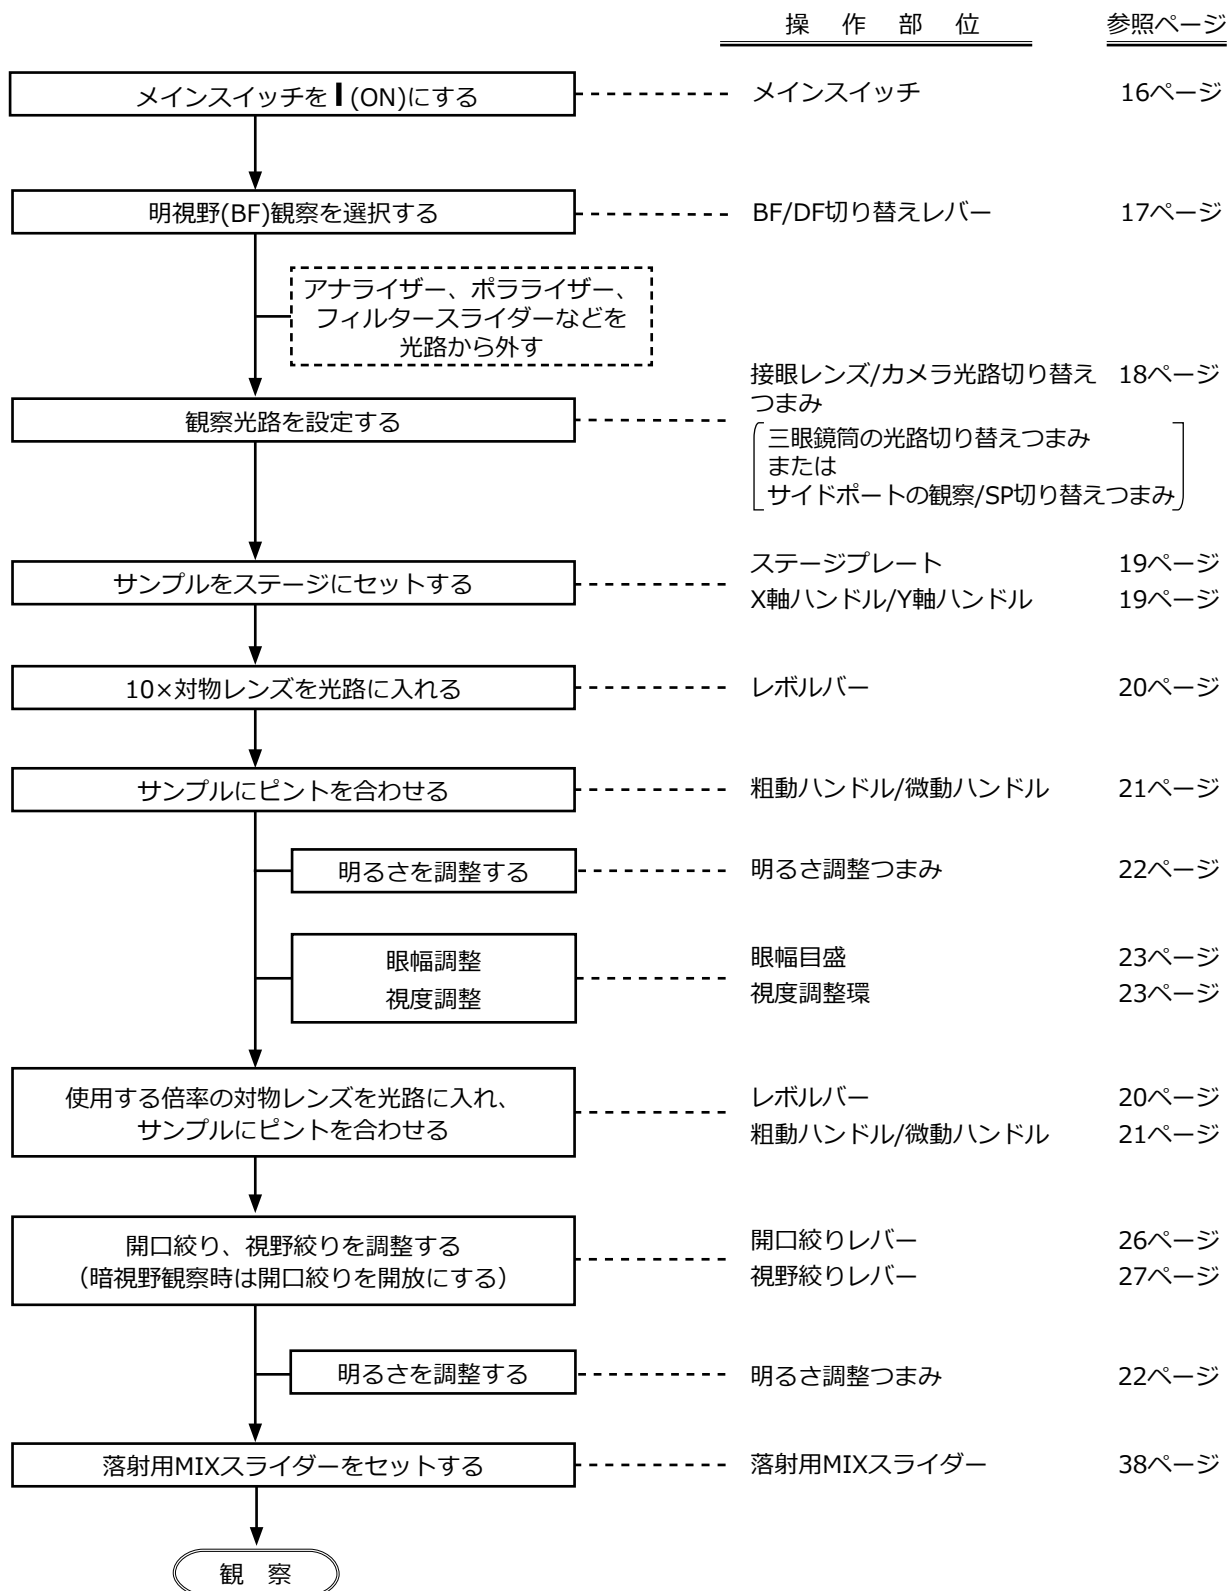 操 作 部 位 参照ページ
メインスイッチを I (ON)にする メインスイッチ 16ページ
明視野(BF)観察を選択する BF/DF切り替えレバー 17ページ
アナライザー、ポラライザー、
フィルタースライダーなどを
光路から外す
観察光路を設定する
接眼レンズ/カメラ光路切り替え 18ページ
つまみ
三眼鏡筒の光路切り替えつまみ
または
サイドポートの観察/SP切り替えつまみ
サンプルをステージにセットする
ステージプレート 19ページ
X軸ハンドル/Y軸ハンドル 19ページ
10×対物レンズを光路に入れる レボルバー 20ページ
サンプルにピントを合わせる 粗動ハンドル/微動ハンドル 21ページ
明るさを調整する 明るさ調整つまみ 22ページ
眼幅調整 眼幅目盛 23ページ
視度調整 視度調整環 23ページ
使用する倍率の対物レンズを光路に入れ、 レボルバー 20ページ
サンプルにピントを合わせる 粗動ハンドル/微動ハンドル 21ページ
開口絞り、視野絞りを調整する 開口絞りレバー 26ページ
（暗視野観察時は開口絞りを開放にする） 視野絞りレバー 27ページ
明るさを調整する 明るさ調整つまみ 22ページ
落射用MIXスライダーをセットする 落射用MIXスライダー 38ページ
観 察